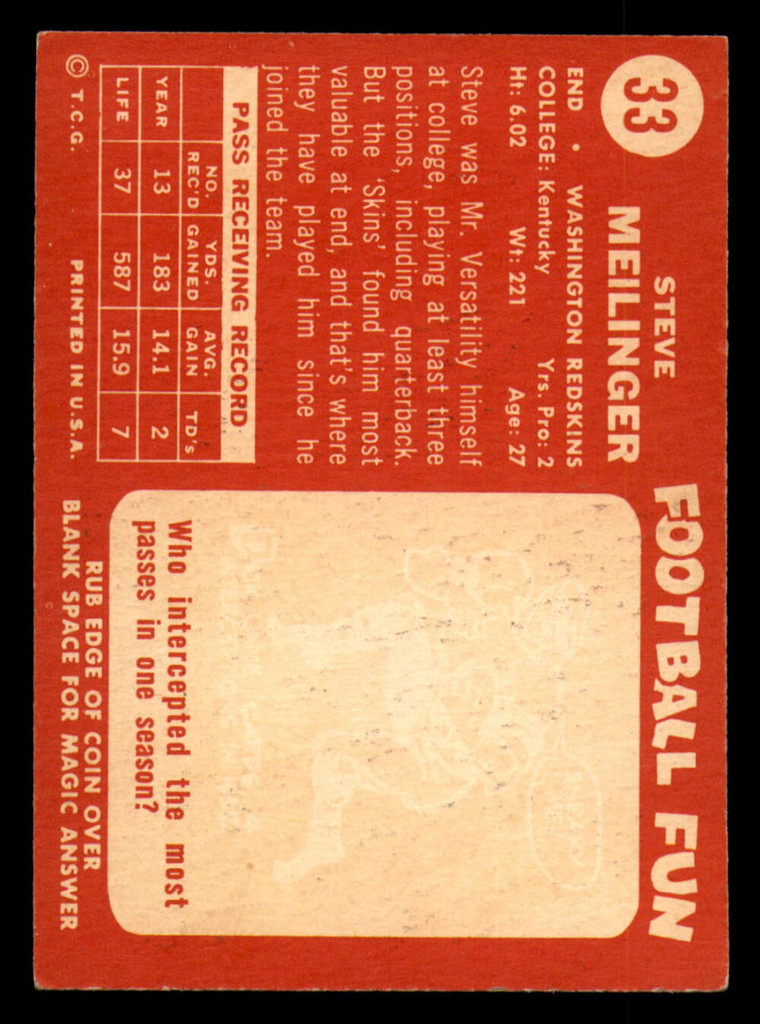 33
STEVE
MEILINGER
END • WASHINGTON REDSKINS
COLLEGE: Kentucky Yrs. Pro: 2
Ht: 6.02 Wt: 221 Age: 27
Steve was Mr. Versatility himself
at college, playing at least three
positions, including quarterback.
But the 'Skins' found him most
valuable at end, and that's where
they have played him since he
joined the team.
PASS RECEIVING RECORD
NO. REC'D YDS. GAINED AVG. GAIN TD's
YEAR 13 183 14.1 2
LIFE 37 587 15.9 7
© T.C.G. PRINTED IN U.S.A.
FOOTBALL FUN
Who intercepted the most
passes in one season?
RUB EDGE OF COIN OVER
BLANK SPACE FOR MAGIC ANSWER